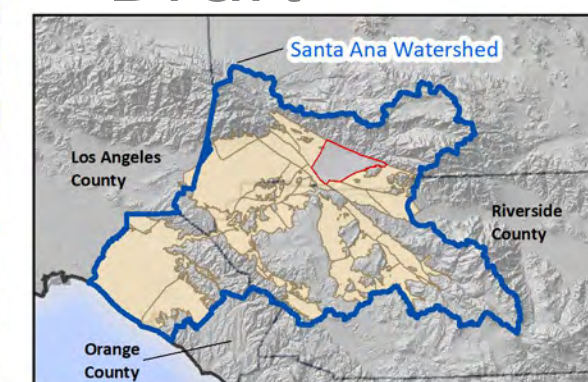 Santa Ana Watershed
Los Angeles
County
Riverside
County
Orange
County